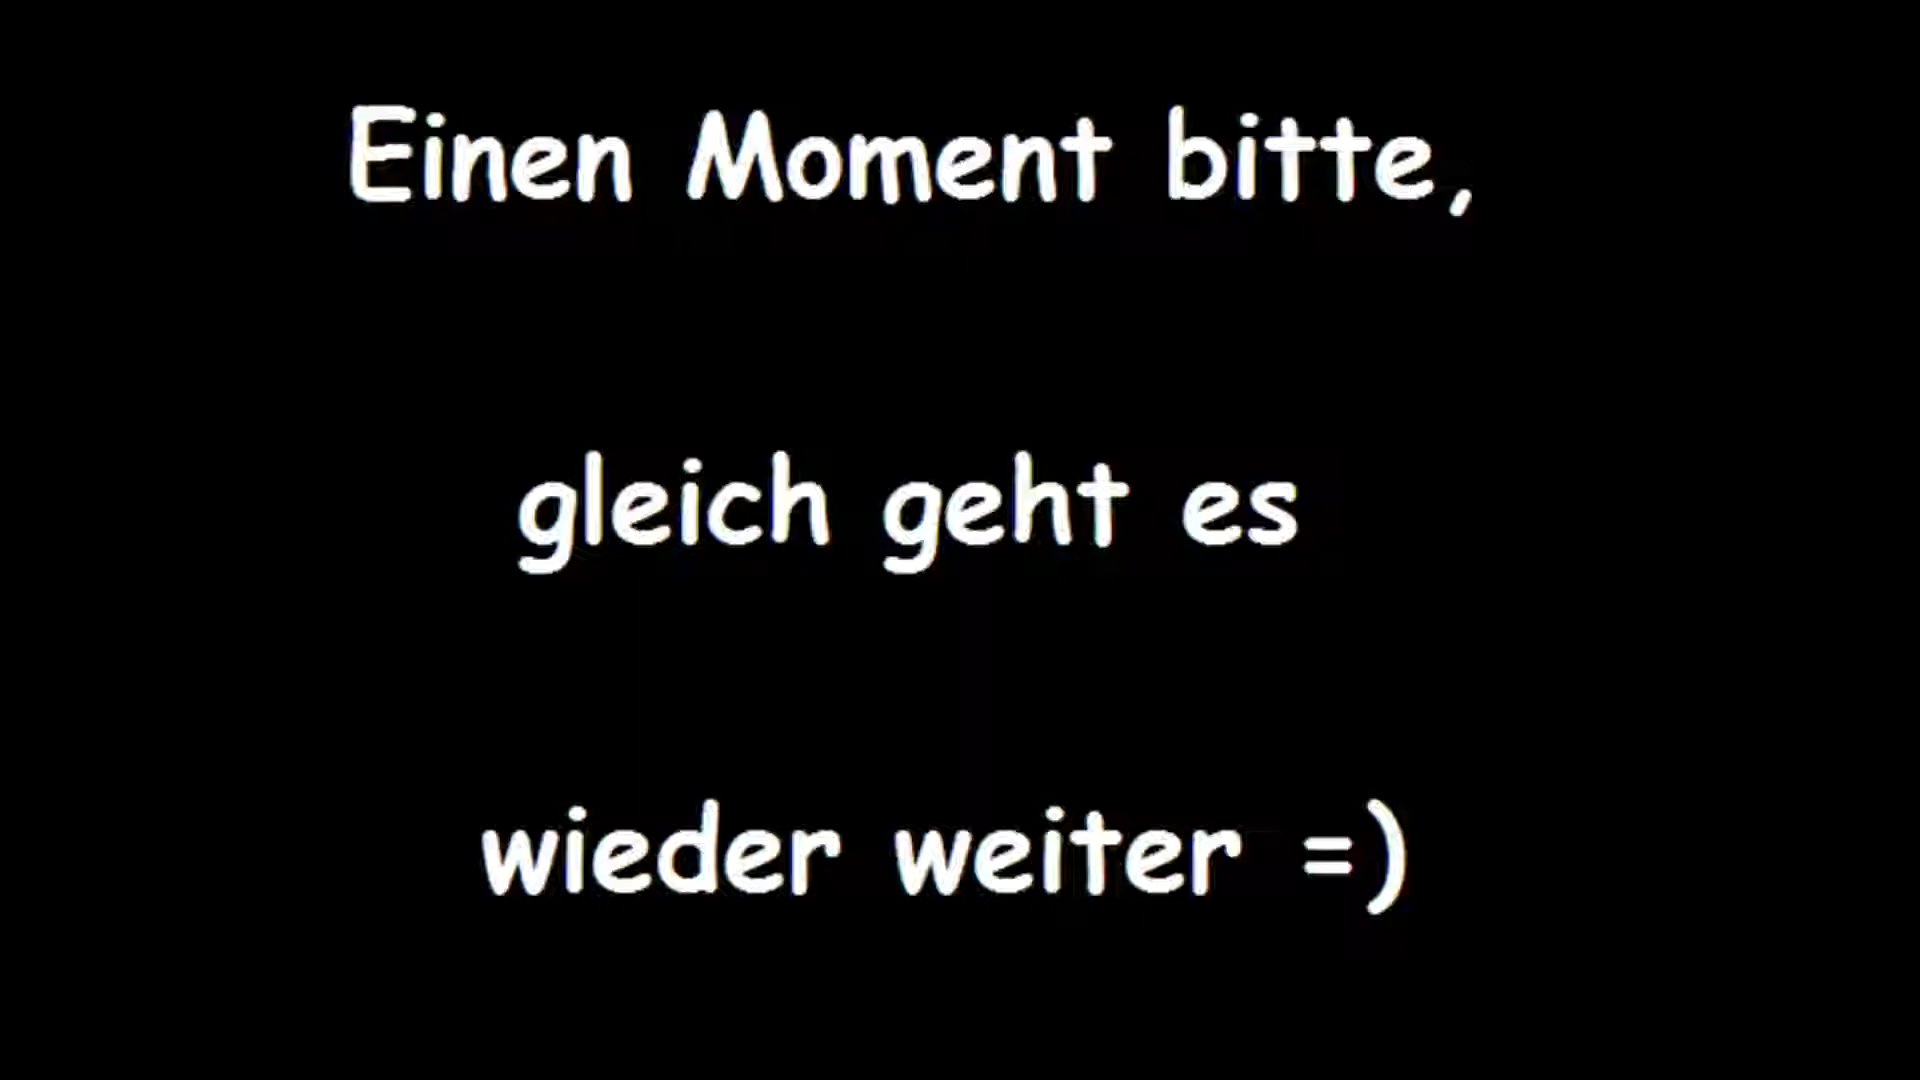 Einen Moment bitte,
gleich geht es
wieder weiter =)